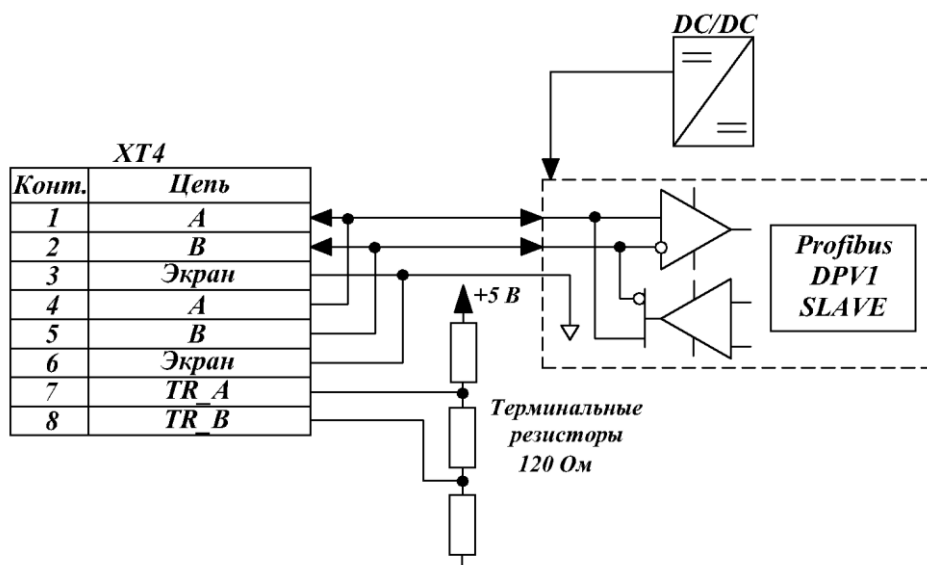 DC/DC
XT4
Конт. Цепь
1 A
2 B
3 Экран
4 A
5 B
6 Экран
7 TR_A
8 TR_B
+5 В
Profibus
DPV1
SLAVE
Терминальные
резисторы
120 Ом